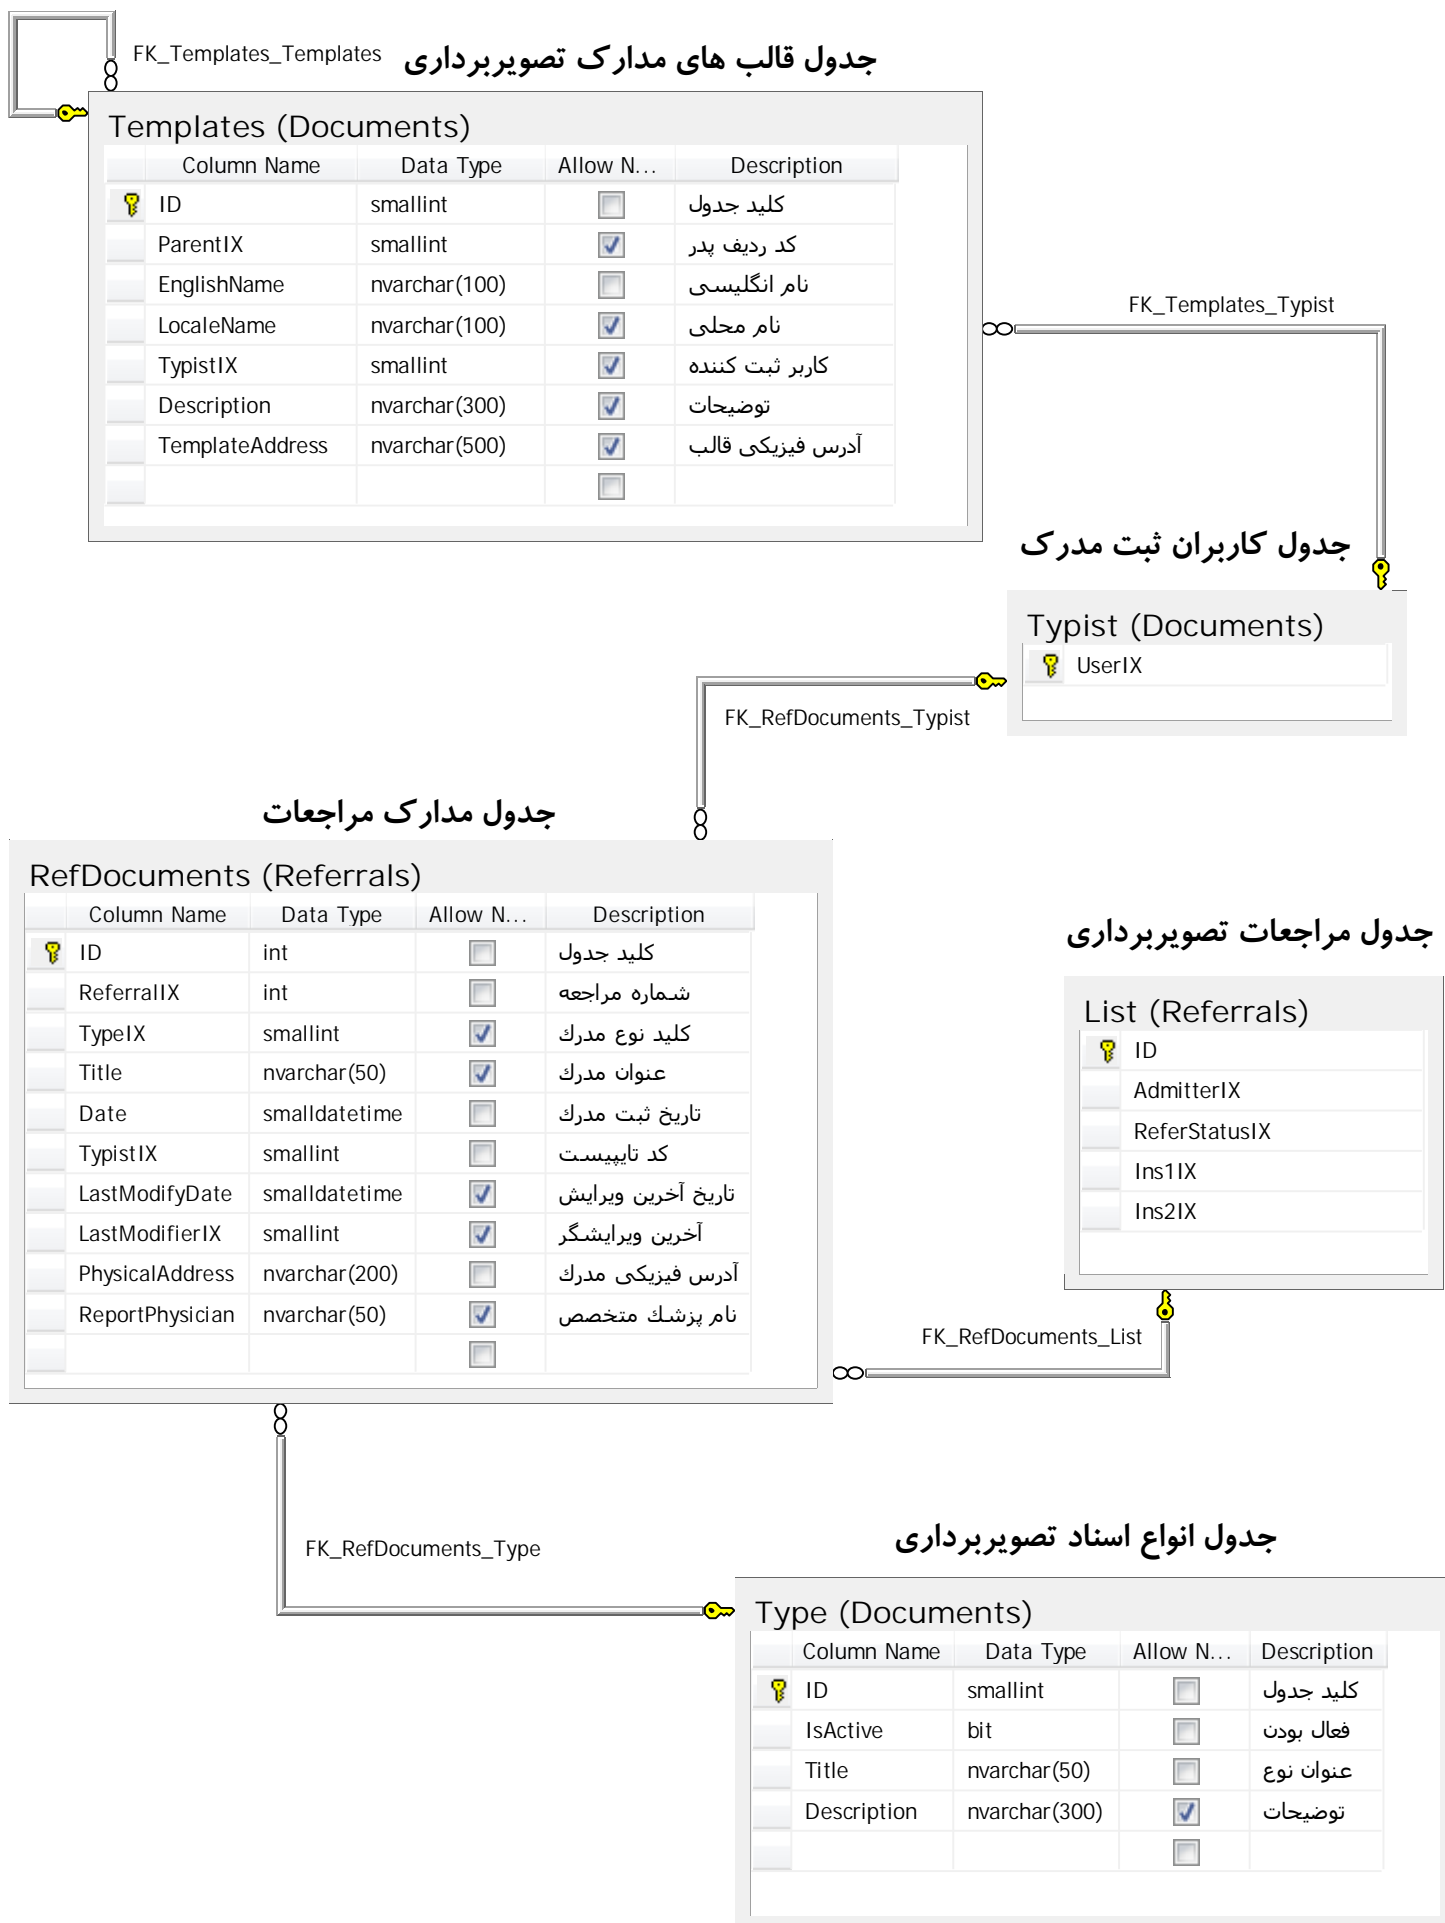 FK_Templates_Templates
جدول قالب های مدارک تصویربرداری
Templates (Documents)
Column Name Data Type Allow N... Description
ID smallint کلید جدول
ParentIX smallint کد ردیف پدر
EnglishName nvarchar(100) نام انگلیسی
LocaleName nvarchar(100) نام محلی
TypistIX smallint کاربر ثبت کننده
Description nvarchar(300) توضیحات
TemplateAddress nvarchar(500) آدرس فیزیکی قالب
FK_Templates_Typist
جدول کاربران ثبت مدرک
Typist (Documents)
UserIX
FK_RefDocuments_Typist
جدول مدارک مراجعات
RefDocuments (Referrals)
Column Name Data Type Allow N... Description
ID int کلید جدول
ReferralIX int شماره مراجعه
TypeIX smallint کلید نوع مدرك
Title nvarchar(50) عنوان مدرك
Date smalldatetime تاریخ ثبت مدرك
TypistIX smallint کد تایپیست
LastModifyDate smalldatetime تاریخ آخرین ویرایش
LastModifierIX smallint آخرین ویرایشگر
PhysicalAddress nvarchar(200) آدرس فیزیکی مدرك
ReportPhysician nvarchar(50) نام پزشك متخصص
جدول مراجعات تصویربرداری
List (Referrals)
ID
AdmitterIX
ReferStatusIX
Ins1IX
Ins2IX
FK_RefDocuments_List
FK_RefDocuments_Type
جدول انواع اسناد تصویربرداری
Type (Documents)
Column Name Data Type Allow N... Description
ID smallint کلید جدول
IsActive bit فعال بودن
Title nvarchar(50) عنوان نوع
Description nvarchar(300) توضیحات